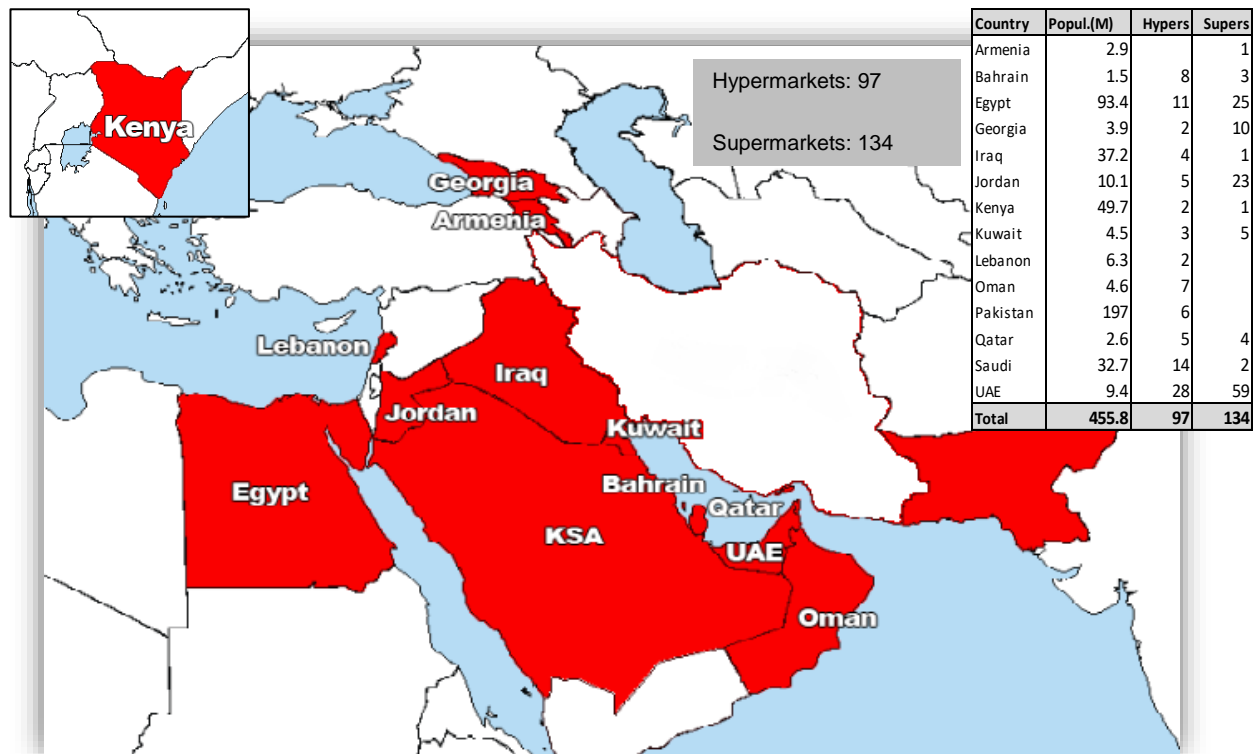 Kenya
Hypermarkets: 97
Supermarkets: 134
Country Popul.(M) Hypers Supers
Armenia 2.9 1
Bahrain 1.5 8 3
Egypt 93.4 11 25
Georgia 3.9 2 10
Iraq 37.2 4 1
Jordan 10.1 5 23
Kenya 49.7 2 1
Kuwait 4.5 3 5
Lebanon 6.3 2
Oman 4.6 7
Pakistan 197 6
Qatar 2.6 5 4
Saudi 32.7 14 2
UAE 9.4 28 59
Total 455.8 97 134
Georgia
Armenia
Lebanon
Iraq
Jordan
Kuwait
Bahrain
Egypt
Qatar
KSA
UAE
Oman